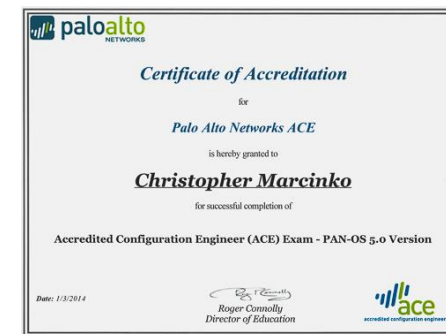 paloalto
NETWORKS
Certificate of Accreditation
for
Palo Alto Networks ACE
is hereby granted to
Christopher Marcinko
for successful completion of
Accredited Configuration Engineer (ACE) Exam - PAN-OS 5.0 Version
Date: 1/3/2014
Roger Connolly
Director of Education
ace
accredited configuration engineer